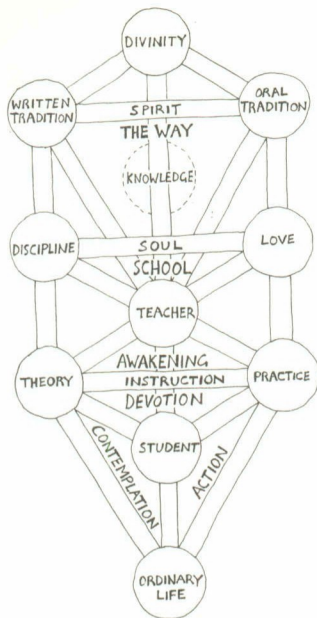 DIVINITY
WRITTEN
TRADITION
ORAL
TRADITION
SPIRIT
THE WAY
KNOWLEDGE
DISCIPLINE
SOUL
LOVE
SCHOOL
TEACHER
THEORY
AWAKENING
INSTRUCTION
DEVOTION
PRACTICE
CONTEMPLATION
STUDENT
ACTION
ORDINARY
LIFE